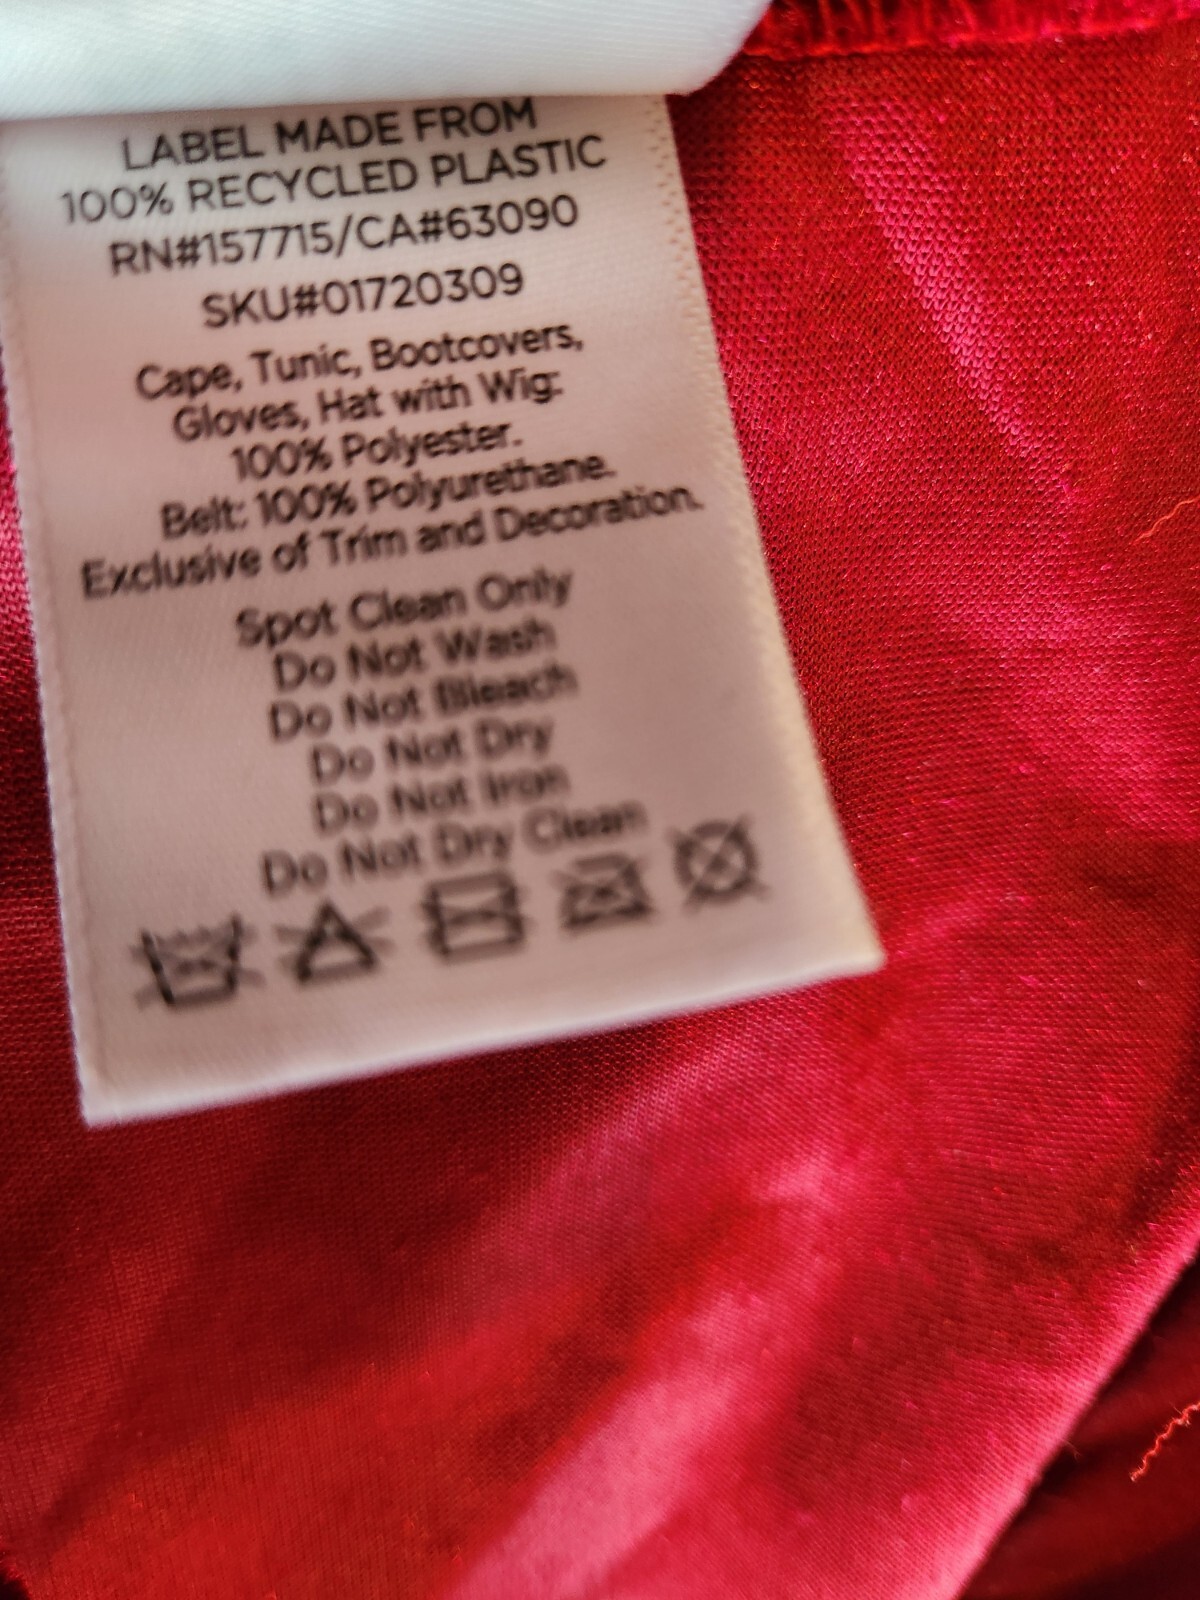 LABEL MADE FROM
100% RECYCLED PLASTIC
RN#157715/CA#63090
SKU#01720309
Cape, Tunic, Bootcovers,
Gloves, Hat with Wig:
100% Polyester.
Belt: 100% Polyurethane.
Exclusive of Trim and Decoration.
Spot Clean Only
Do Not Wash
Do Not Bleach
Do Not Dry
Do Not Iron
Do Not Dry Clean